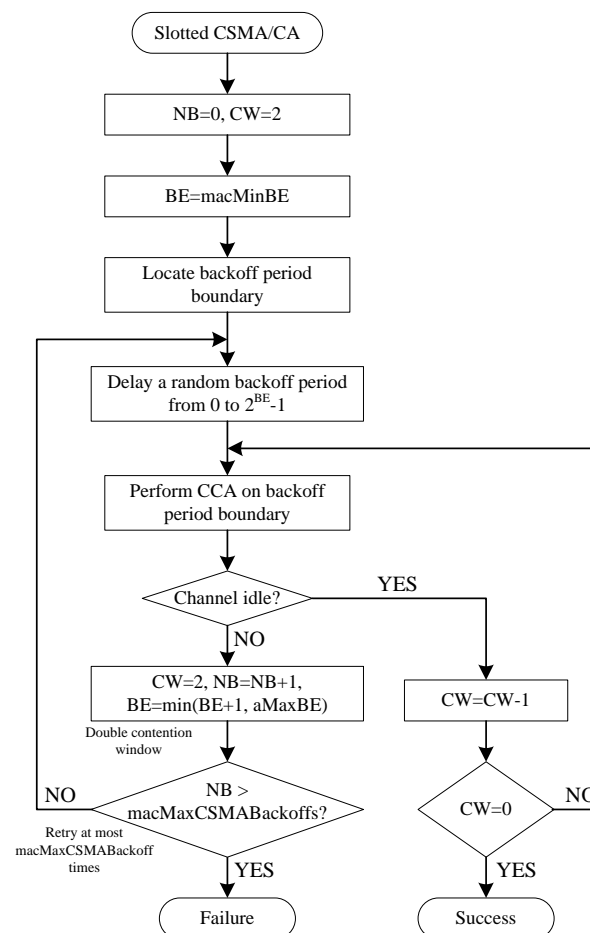 Slotted CSMA/CA
NB=0, CW=2
BE=macMinBE
Locate backoff period
boundary
Delay a random backoff period
from 0 to 2^BE-1
Perform CCA on backoff
period boundary
Channel idle?
YES
NO
CW=2, NB=NB+1,
BE=min(BE+1, aMaxBE)
Double contention
window
CW=CW-1
NB >
macMaxCSMABackoffs?
NO
Retry at most
macMaxCSMABackoff
times
YES
Failure
CW=0
NO
YES
Success